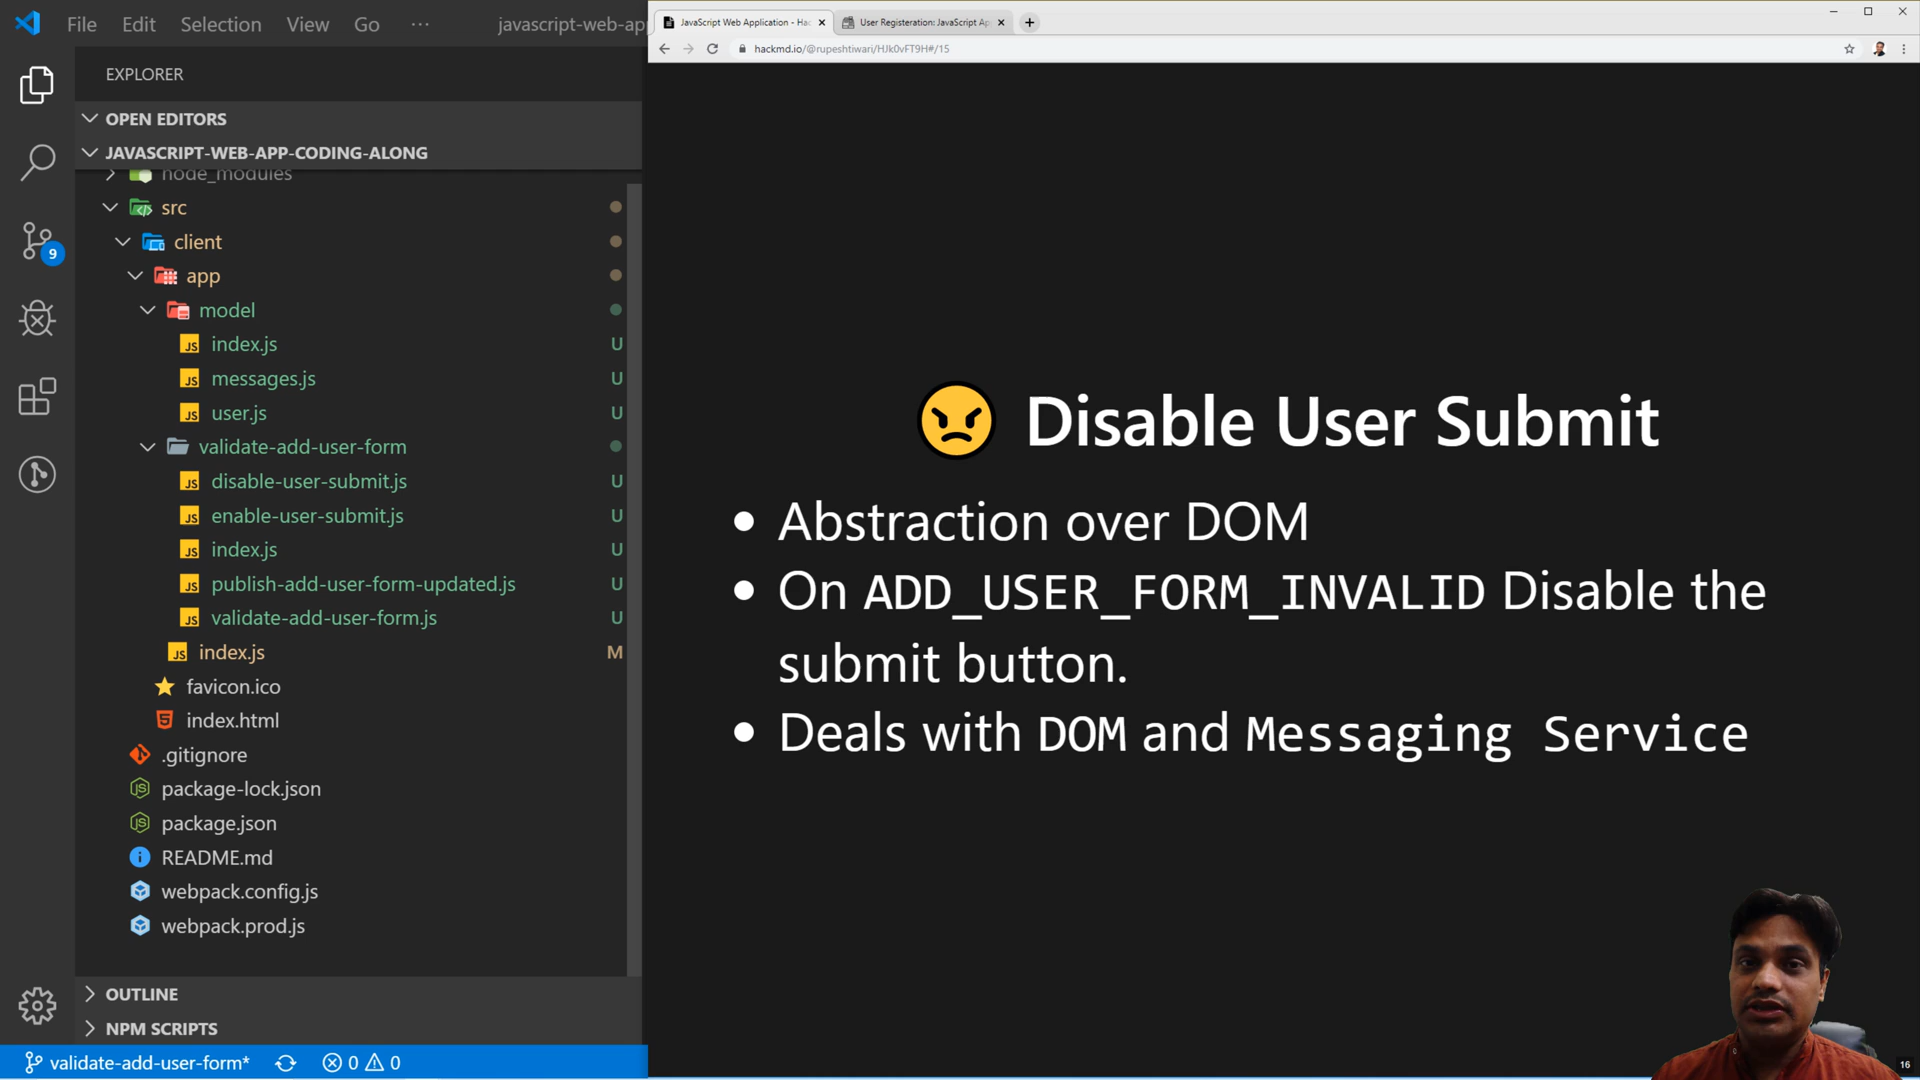 File Edit Selection View Go ··· javascript-web-app
EXPLORER
OPEN EDITORS
JAVASCRIPT-WEB-APP-CODING-ALONG
node_modules
src
client
app
model
index.js U
messages.js U
user.js U
validate-add-user-form
disable-user-submit.js U
enable-user-submit.js U
index.js U
publish-add-user-form-updated.js U
validate-add-user-form.js U
index.js M
favicon.ico
index.html
.gitignore
package-lock.json
package.json
README.md
webpack.config.js
webpack.prod.js
OUTLINE
NPM SCRIPTS
9
validate-add-user-form* 0 0
JavaScript Web Application - Hac
User Registeration: JavaScript Ap
hackmd.io/@rupeshtiwari/HJk0vFT9H#/15
Disable User Submit
• Abstraction over DOM
• On ADD_USER_FORM_INVALID Disable the
submit button.
• Deals with DOM and Messaging Service
16